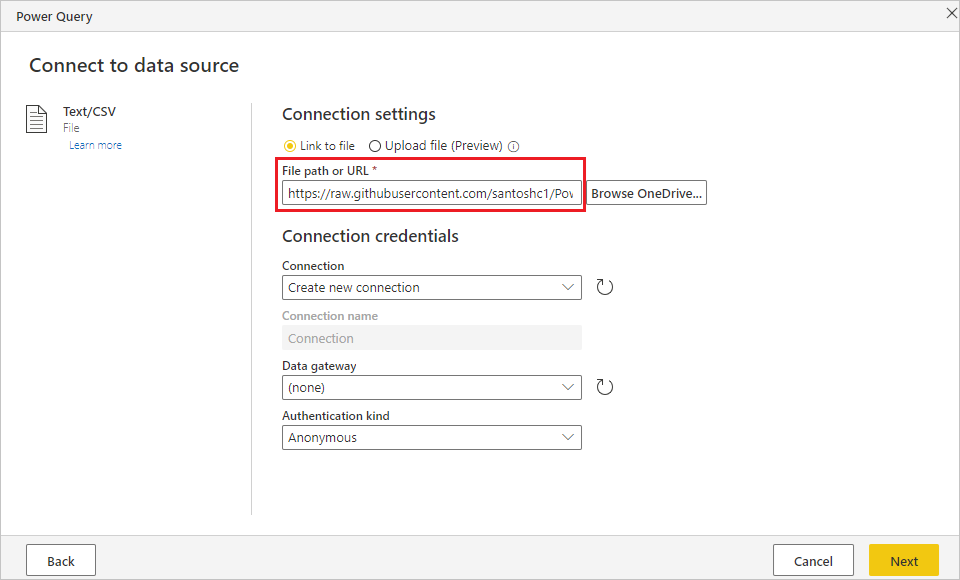 Power Query
Connect to data source
Text/CSV
File
Learn more
Connection settings
Link to file
Upload file (Preview)
File path or URL *
https://raw.githubusercontent.com/santoshc1/Pov
Browse OneDrive...
Connection credentials
Connection
Create new connection
Connection name
Connection
Data gateway
(none)
Authentication kind
Anonymous
Back
Cancel
Next